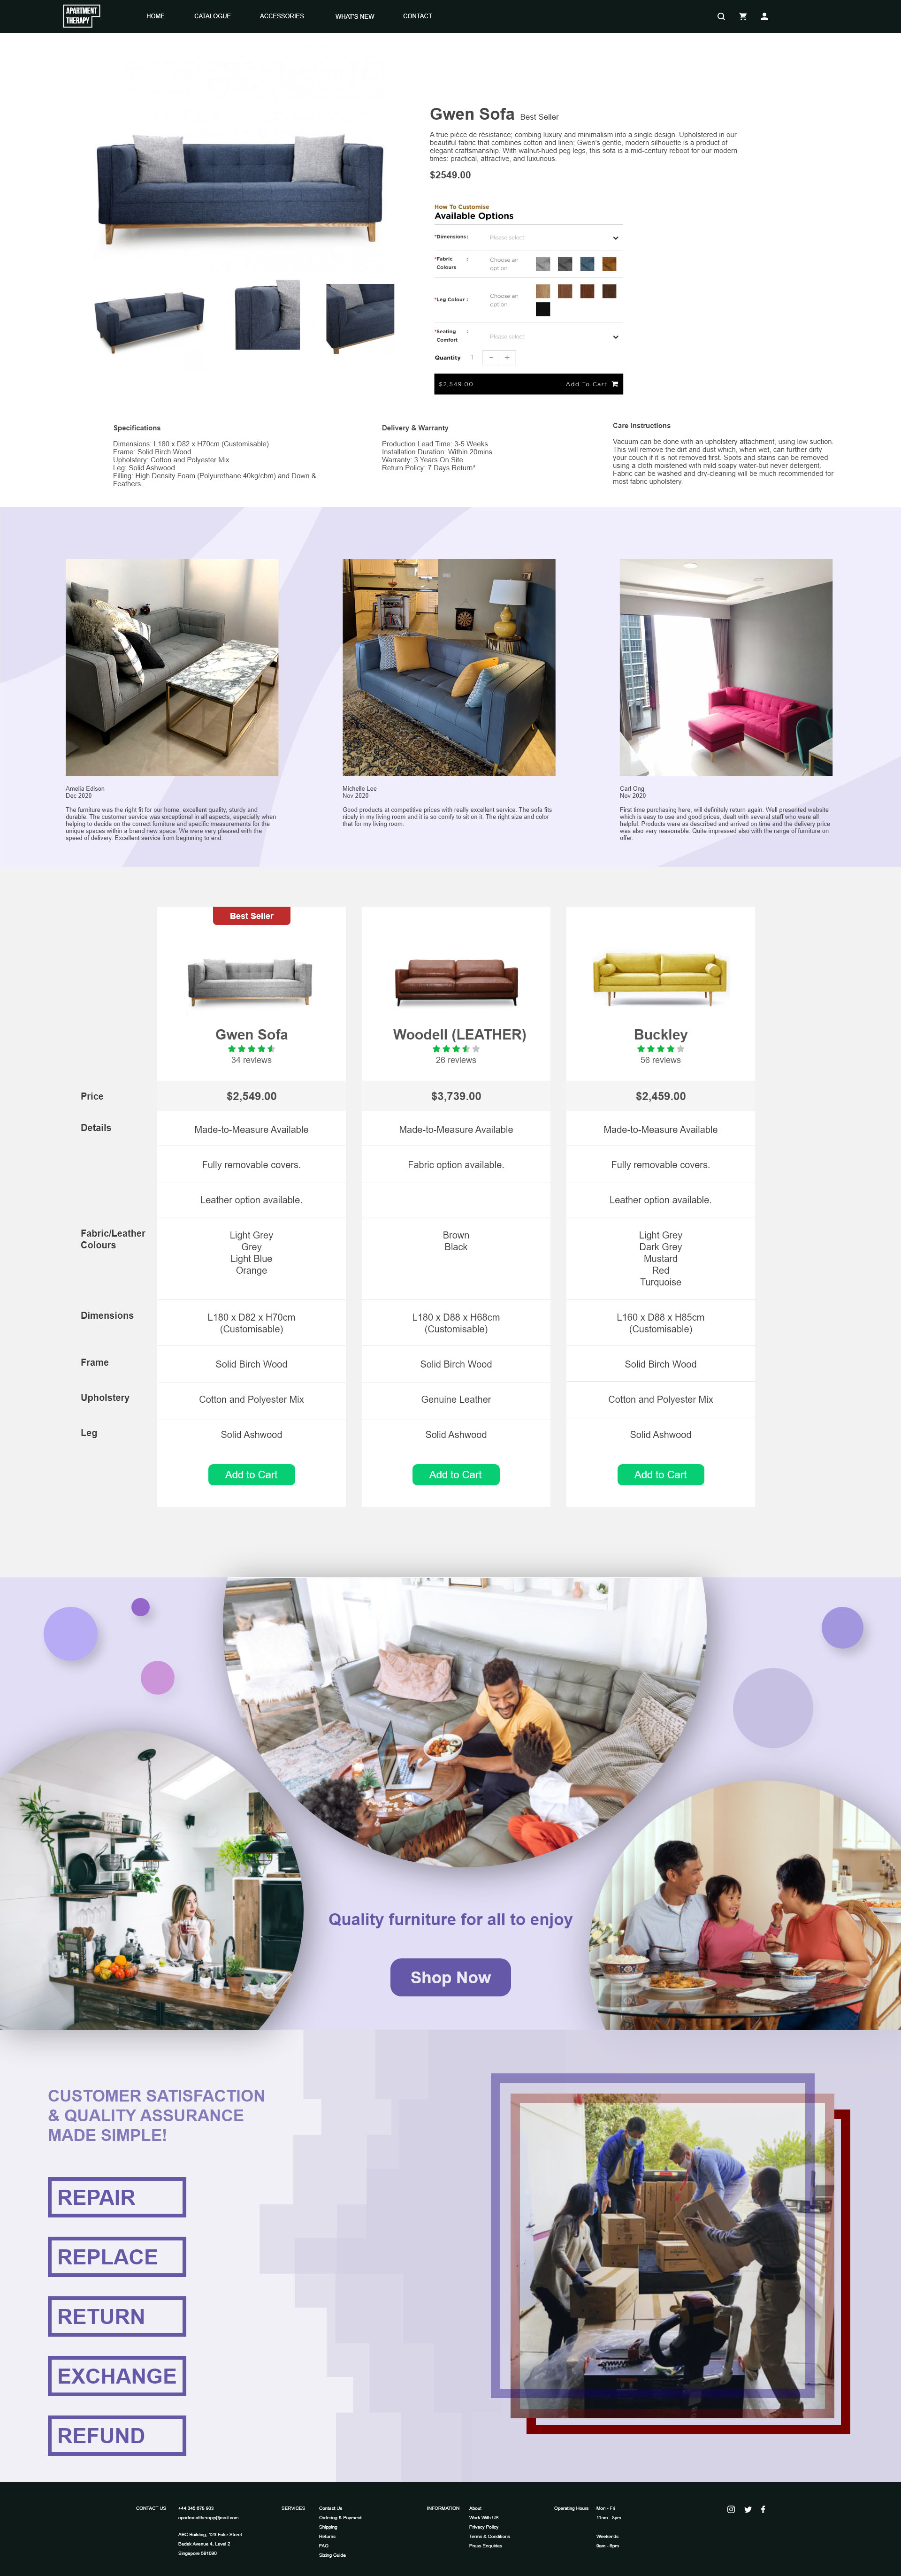 APARTMENT
THERAPY
HOME
CATALOGUE
ACCESSORIES
WHAT'S NEW
CONTACT
Gwen Sofa - Best Seller
A true pièce de résistance; combing luxury and minimalism into a single design. Upholstered in our
beautiful fabric that combines cotton and linen, Gwen's gentle, modern silhouette is a product of
elegant craftsmanship. With walnut-hued peg legs, this sofa is a mid-century reboot for our modern
times: practical, attractive, and luxurious.
$2549.00
How To Customise
Available Options
*Dimensions: Please select
*Fabric Colours : Choose an option
*Leg Colour : Choose an option
*Seating Comfort : Please select
Quantity 1 - +
$2,549.00 Add To Cart
Specifications
Dimensions: L180 x D82 x H70cm (Customisable)
Frame: Solid Birch Wood
Upholstery: Cotton and Polyester Mix
Leg: Solid Ashwood
Filling: High Density Foam (Polyurethane 40kg/cbm) and Down &
Feathers..
Delivery & Warranty
Production Lead Time: 3-5 Weeks
Installation Duration: Within 20mins
Warranty: 3 Years On Site
Return Policy: 7 Days Return*
Care Instructions
Vacuum can be done with an upholstery attachment, using low suction.
This will remove the dirt and dust which, when wet, can further dirty
your couch if it is not removed first. Spots and stains can be removed
using a cloth moistened with mild soapy water-but never detergent.
Fabric can be washed and dry-cleaning will be much recommended for
most fabric upholstery.
Amelia Edison
Dec 2020
The furniture was the right fit for our home, excellent quality, sturdy and
durable. The customer service was exceptional in all aspects, especially when
helping to decide on the correct furniture and specific measurements for the
unique spaces within a brand new space. We were very pleased with the
speed of delivery. Excellent service from beginning to end.
Michelle Lee
Nov 2020
Good products at competitive prices with really excellent service. The sofa fits
nicely in my living room and it is so comfy to sit on it. The right size and color
that for my living room.
Carl Ong
Nov 2020
First time purchasing here, will definitely return again. Well presented website
which is easy to use and good prices, dealt with several staff who were all
helpful. Products were as described and arrived on time and the delivery price
was also very reasonable. Quite impressed also with the range of furniture on
offer.
Best Seller
Gwen Sofa
34 reviews
Woodell (LEATHER)
26 reviews
Buckley
56 reviews
Price $2,549.00 $3,739.00 $2,459.00
Details Made-to-Measure Available Made-to-Measure Available Made-to-Measure Available
Fully removable covers. Fabric option available. Fully removable covers.
Leather option available. Leather option available.
Fabric/Leather
Colours
Light Grey
Grey
Light Blue
Orange
Brown
Black
Light Grey
Dark Grey
Mustard
Red
Turquoise
Dimensions L180 x D82 x H70cm L180 x D88 x H68cm L160 x D88 x H85cm
(Customisable) (Customisable) (Customisable)
Frame Solid Birch Wood Solid Birch Wood Solid Birch Wood
Upholstery Cotton and Polyester Mix Genuine Leather Cotton and Polyester Mix
Leg Solid Ashwood Solid Ashwood Solid Ashwood
Add to Cart Add to Cart Add to Cart
Quality furniture for all to enjoy
Shop Now
CUSTOMER SATISFACTION
& QUALITY ASSURANCE
MADE SIMPLE!
REPAIR
REPLACE
RETURN
EXCHANGE
REFUND
CONTACT US
+44 345 678 903
apartmenttherapy@mail.com
ABC Building, 123 Fake Street
Bedok Avenue 4, Level 2
Singapore 591090
SERVICES
Contact Us
Ordering & Payment
Shipping
Returns
FAQ
Sizing Guide
INFORMATION
About
Work With US
Privacy Policy
Terms & Conditions
Press Enquiries
Operating Hours
Mon - Fri
11am - 8pm
Weekends
9am - 6pm